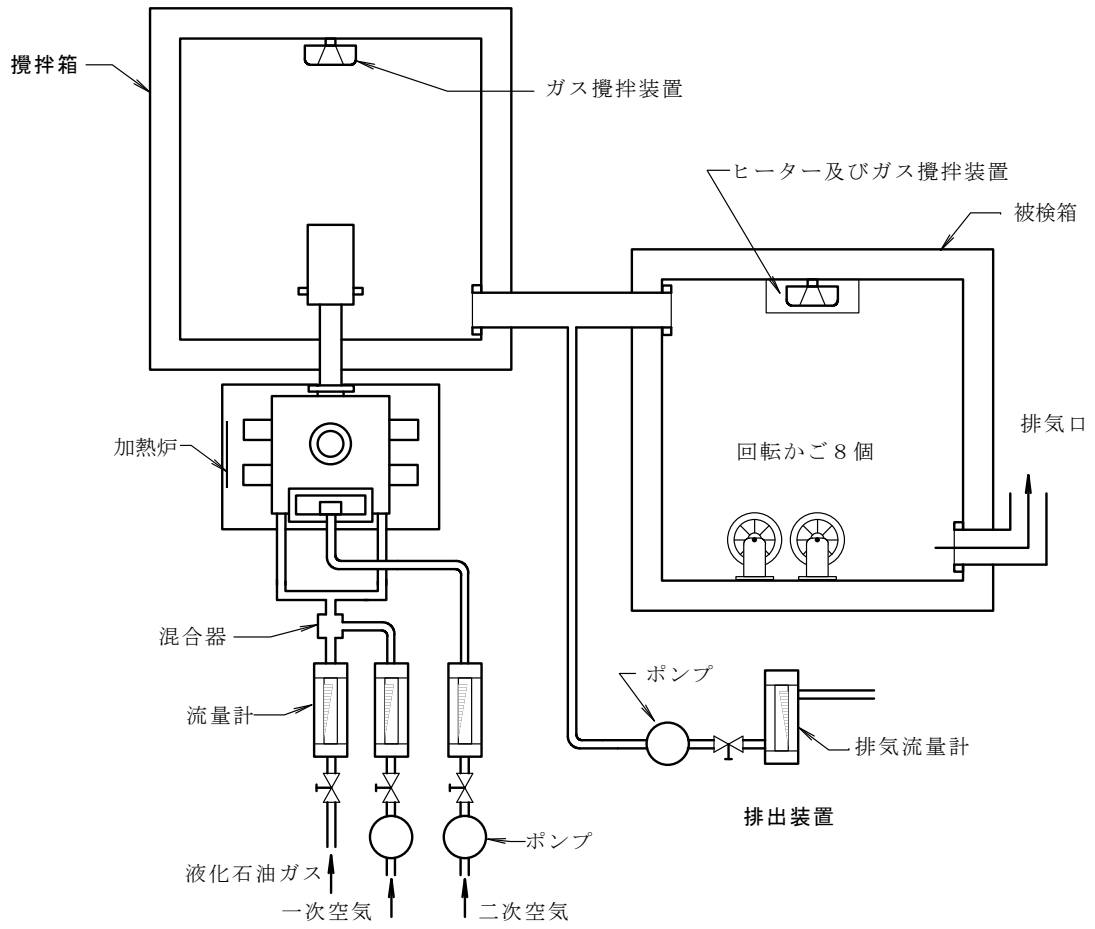 攪拌箱
ガス攪拌装置
ヒーター及びガス攪拌装置
被検箱
加熱炉
回転かご８個
排気口
混合器
流量計
ポンプ
排気流量計
排出装置
ポンプ
液化石油ガス
一次空気
二次空気